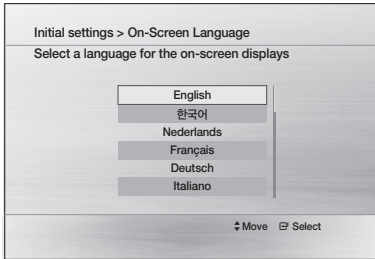 Initial settings > On-Screen Language
Select a language for the on-screen displays
English
한국어
Nederlands
Français
Deutsch
Italiano
Move Select